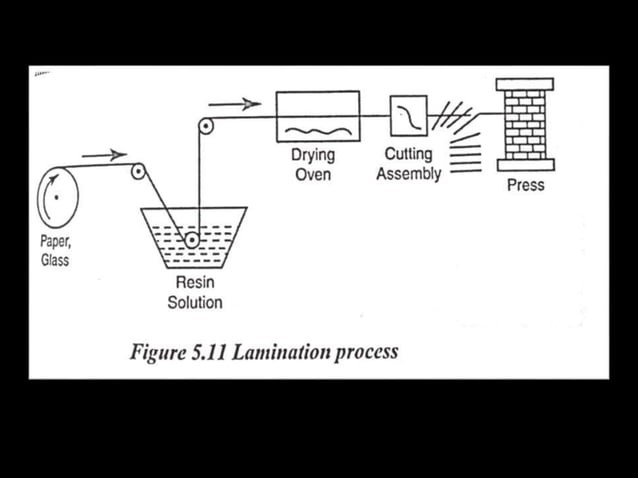 Drying
Oven
Cutting
Assembly
Press
Paper,
Glass
Resin
Solution
Figure 5.11 Lamination process